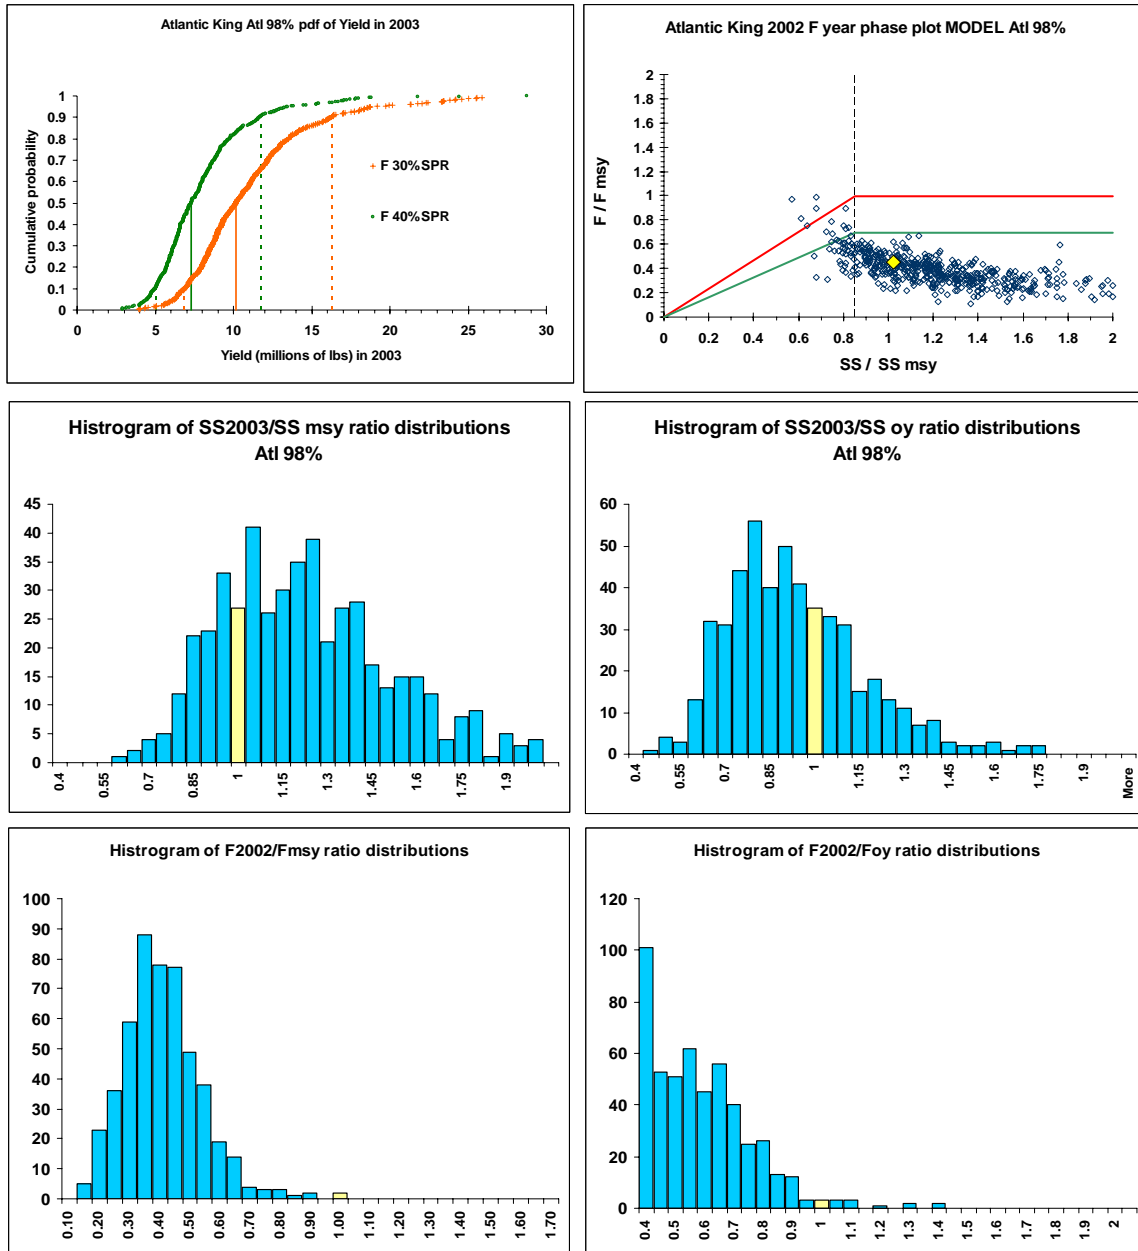 Atlantic King Atl 98% pdf of Yield in 2003
Cumulative probability
1
0.9
0.8
0.7
0.6
0.5
0.4
0.3
0.2
0.1
0
F 30%SPR
F 40%SPR
0 5 10 15 20 25 30
Yield (millions of lbs) in 2003
Atlantic King 2002 F year phase plot MODEL Atl 98%
F / F msy
2
1.8
1.6
1.4
1.2
1
0.8
0.6
0.4
0.2
0
0 0.2 0.4 0.6 0.8 1 1.2 1.4 1.6 1.8 2
SS / SS msy
Histrogram of SS2003/SS msy ratio distributions
Atl 98%
45
40
35
30
25
20
15
10
5
0
0.4 0.55 0.7 0.85 1 1.15 1.3 1.45 1.6 1.75 1.9
Histrogram of SS2003/SS oy ratio distributions
Atl 98%
60
50
40
30
20
10
0
0.4 0.55 0.7 0.85 1 1.15 1.3 1.45 1.6 1.75 1.9 More
Histrogram of F2002/Fmsy ratio distributions
100
90
80
70
60
50
40
30
20
10
0
0.10 0.20 0.30 0.40 0.50 0.60 0.70 0.80 0.90 1.00 1.10 1.20 1.30 1.40 1.50 1.60 1.70
Histrogram of F2002/Foy ratio distributions
120
100
80
60
40
20
0
0.4 0.5 0.6 0.7 0.8 0.9 1 1.1 1.2 1.3 1.4 1.5 1.6 1.7 1.8 1.9 2